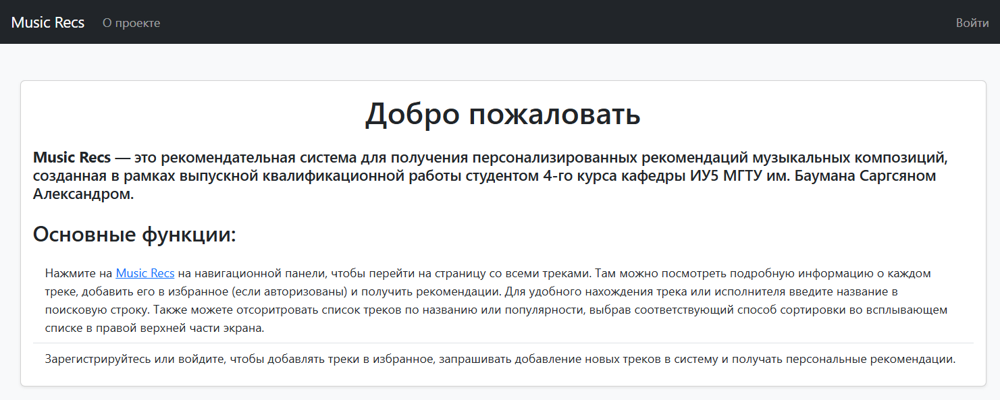 Music Recs О проекте Войти
Добро пожаловать
Music Recs — это рекомендательная система для получения персонализированных рекомендаций музыкальных композиций,
созданная в рамках выпускной квалификационной работы студентом 4-го курса кафедры ИУ5 МГТУ им. Баумана Саргсяном
Александром.
Основные функции:
Нажмите на Music Recs на навигационной панели, чтобы перейти на страницу со всеми треками. Там можно посмотреть подробную информацию о каждом
треке, добавить его в избранное (если авторизованы) и получить рекомендации. Для удобного нахождения трека или исполнителя введите название в
поисковую строку. Также можете отсоритровать список треков по названию или популярности, выбрав соответствующий способ сортировки во всплывающем
списке в правой верхней части экрана.
Зарегистрируйтесь или войдите, чтобы добавлять треки в избранное, запрашивать добавление новых треков в систему и получать персональные рекомендации.